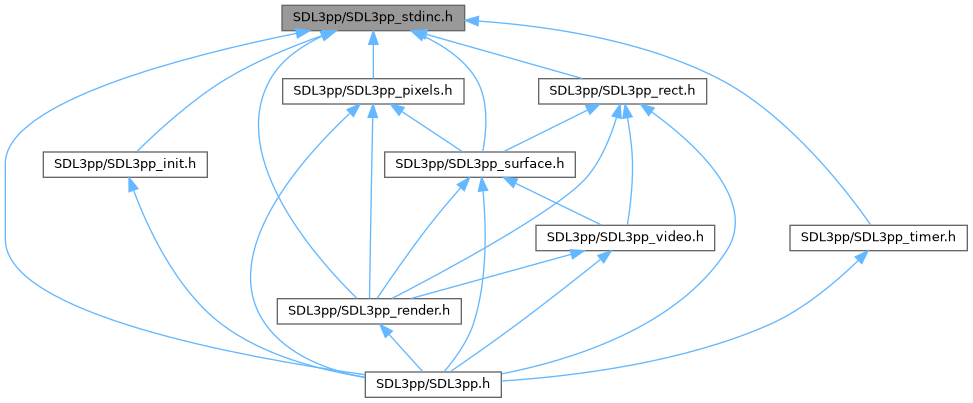 SDL3pp/SDL3pp_stdinc.h
SDL3pp/SDL3pp_pixels.h
SDL3pp/SDL3pp_rect.h
SDL3pp/SDL3pp_init.h
SDL3pp/SDL3pp_surface.h
SDL3pp/SDL3pp_video.h
SDL3pp/SDL3pp_timer.h
SDL3pp/SDL3pp_render.h
SDL3pp/SDL3pp.h